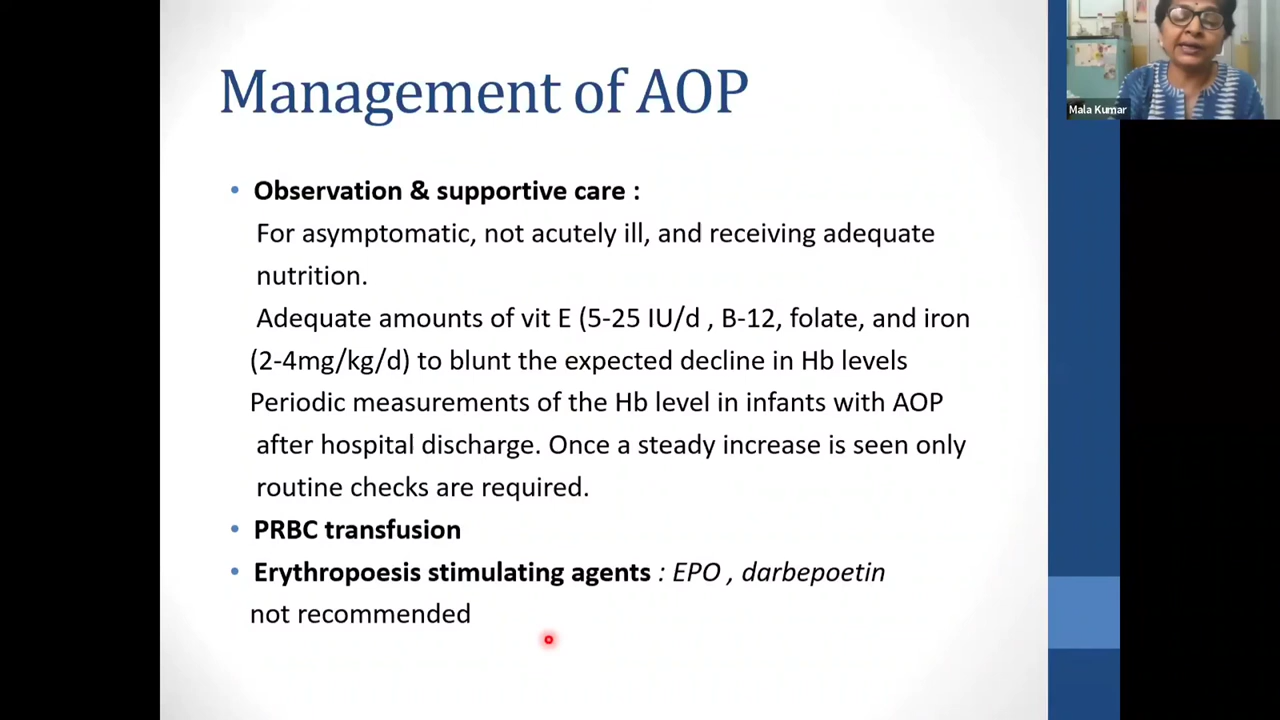 Management of AOP
Mala Kumar
• Observation & supportive care :
For asymptomatic, not acutely ill, and receiving adequate
nutrition.
Adequate amounts of vit E (5-25 IU/d , B-12, folate, and iron
(2-4mg/kg/d) to blunt the expected decline in Hb levels
Periodic measurements of the Hb level in infants with AOP
after hospital discharge. Once a steady increase is seen only
routine checks are required.
• PRBC transfusion
• Erythropoesis stimulating agents : EPO , darbepoetin
not recommended